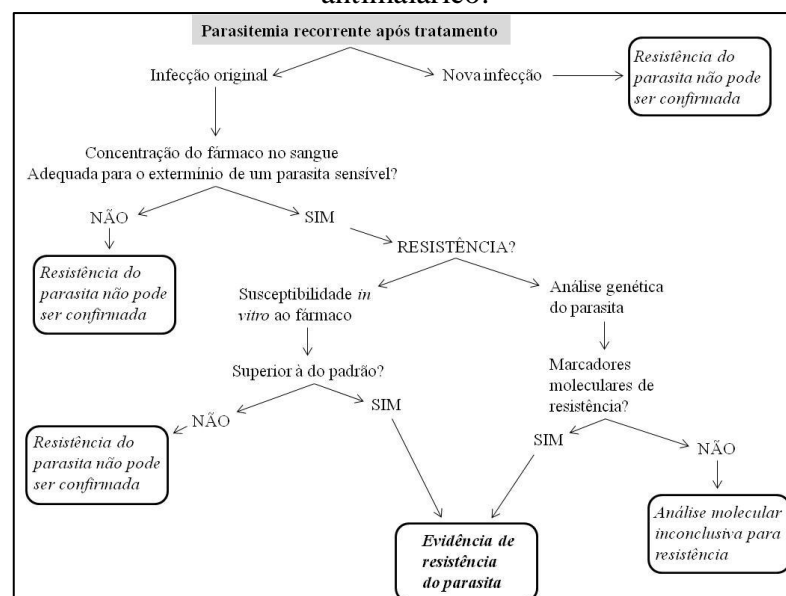 antimalárico.
Parasitemia recorrente após tratamento
Infecção original
Nova infecção
Resistência do
parasita não pode
ser confirmada
Concentração do fármaco no sangue
Adequada para o extermínio de um parasita sensível?
NÃO
SIM
Resistência do
parasita não pode
ser confirmada
RESISTÊNCIA?
Susceptibilidade in
vitro ao fármaco
Análise genética
do parasita
Superior à do padrão?
Marcadores
moleculares de
resistência?
NÃO
SIM
SIM
NÃO
Resistência do
parasita não pode
ser confirmada
Evidência de
resistência
do parasita
Análise molecular
inconclusiva para
resistência